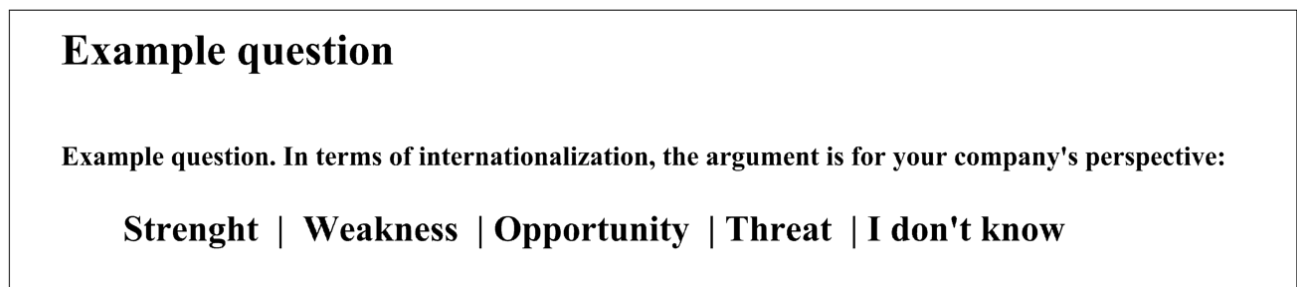 Example question
Example question. In terms of internationalization, the argument is for your company's perspective:
Strenght | Weakness | Opportunity | Threat | I don't know